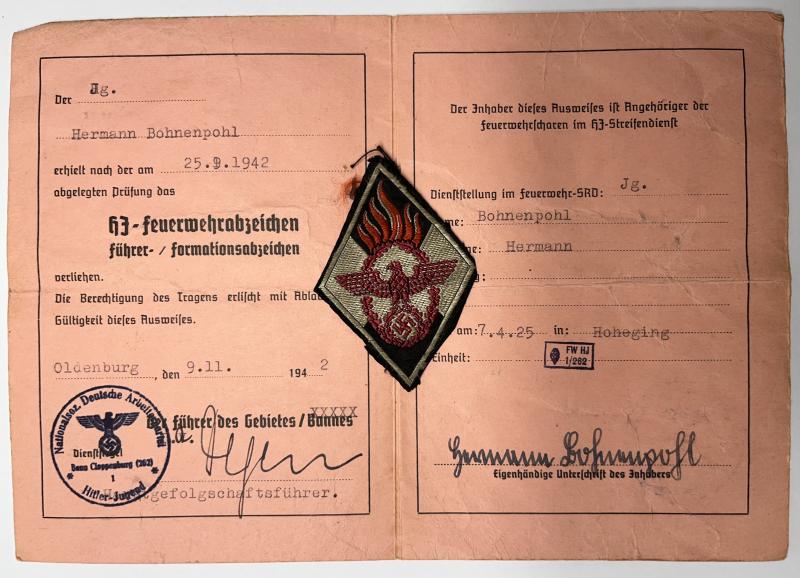 Der Jg.
Hermann Bohnenpohl
erhielt nach der am 25.9.1942
abgelegten Prüfung das
HJ-Feuerwehrabzeichen
Führer-/Formationsabzeichen
verliehen.
Die Berechtigung des Tragens erlischt mit
Gültigkeit dieses Ausweises.
Oldenburg, den 9.11. 1942
Der Führer des Gebietes/Bannes
XXXXX
Dienstsiegel
Nationalsoz. Deutsche Arbeiterpartei
Bann Cloppenburg (262)
1
* Hitler-Jugend *
Der Inhaber dieses Ausweises ist Angehöriger der
Feuerwehrscharen im HJ-Streifendienst
Dienststellung im Feuerwehr-SRD: Jg.
Bohnenpohl
Hermann
am: 7.4.25 in: Hoheging
Einheit:
FW HJ
1/262
Hermann Bohnenpohl
Eigenhändige Unterschrift des Inhabers